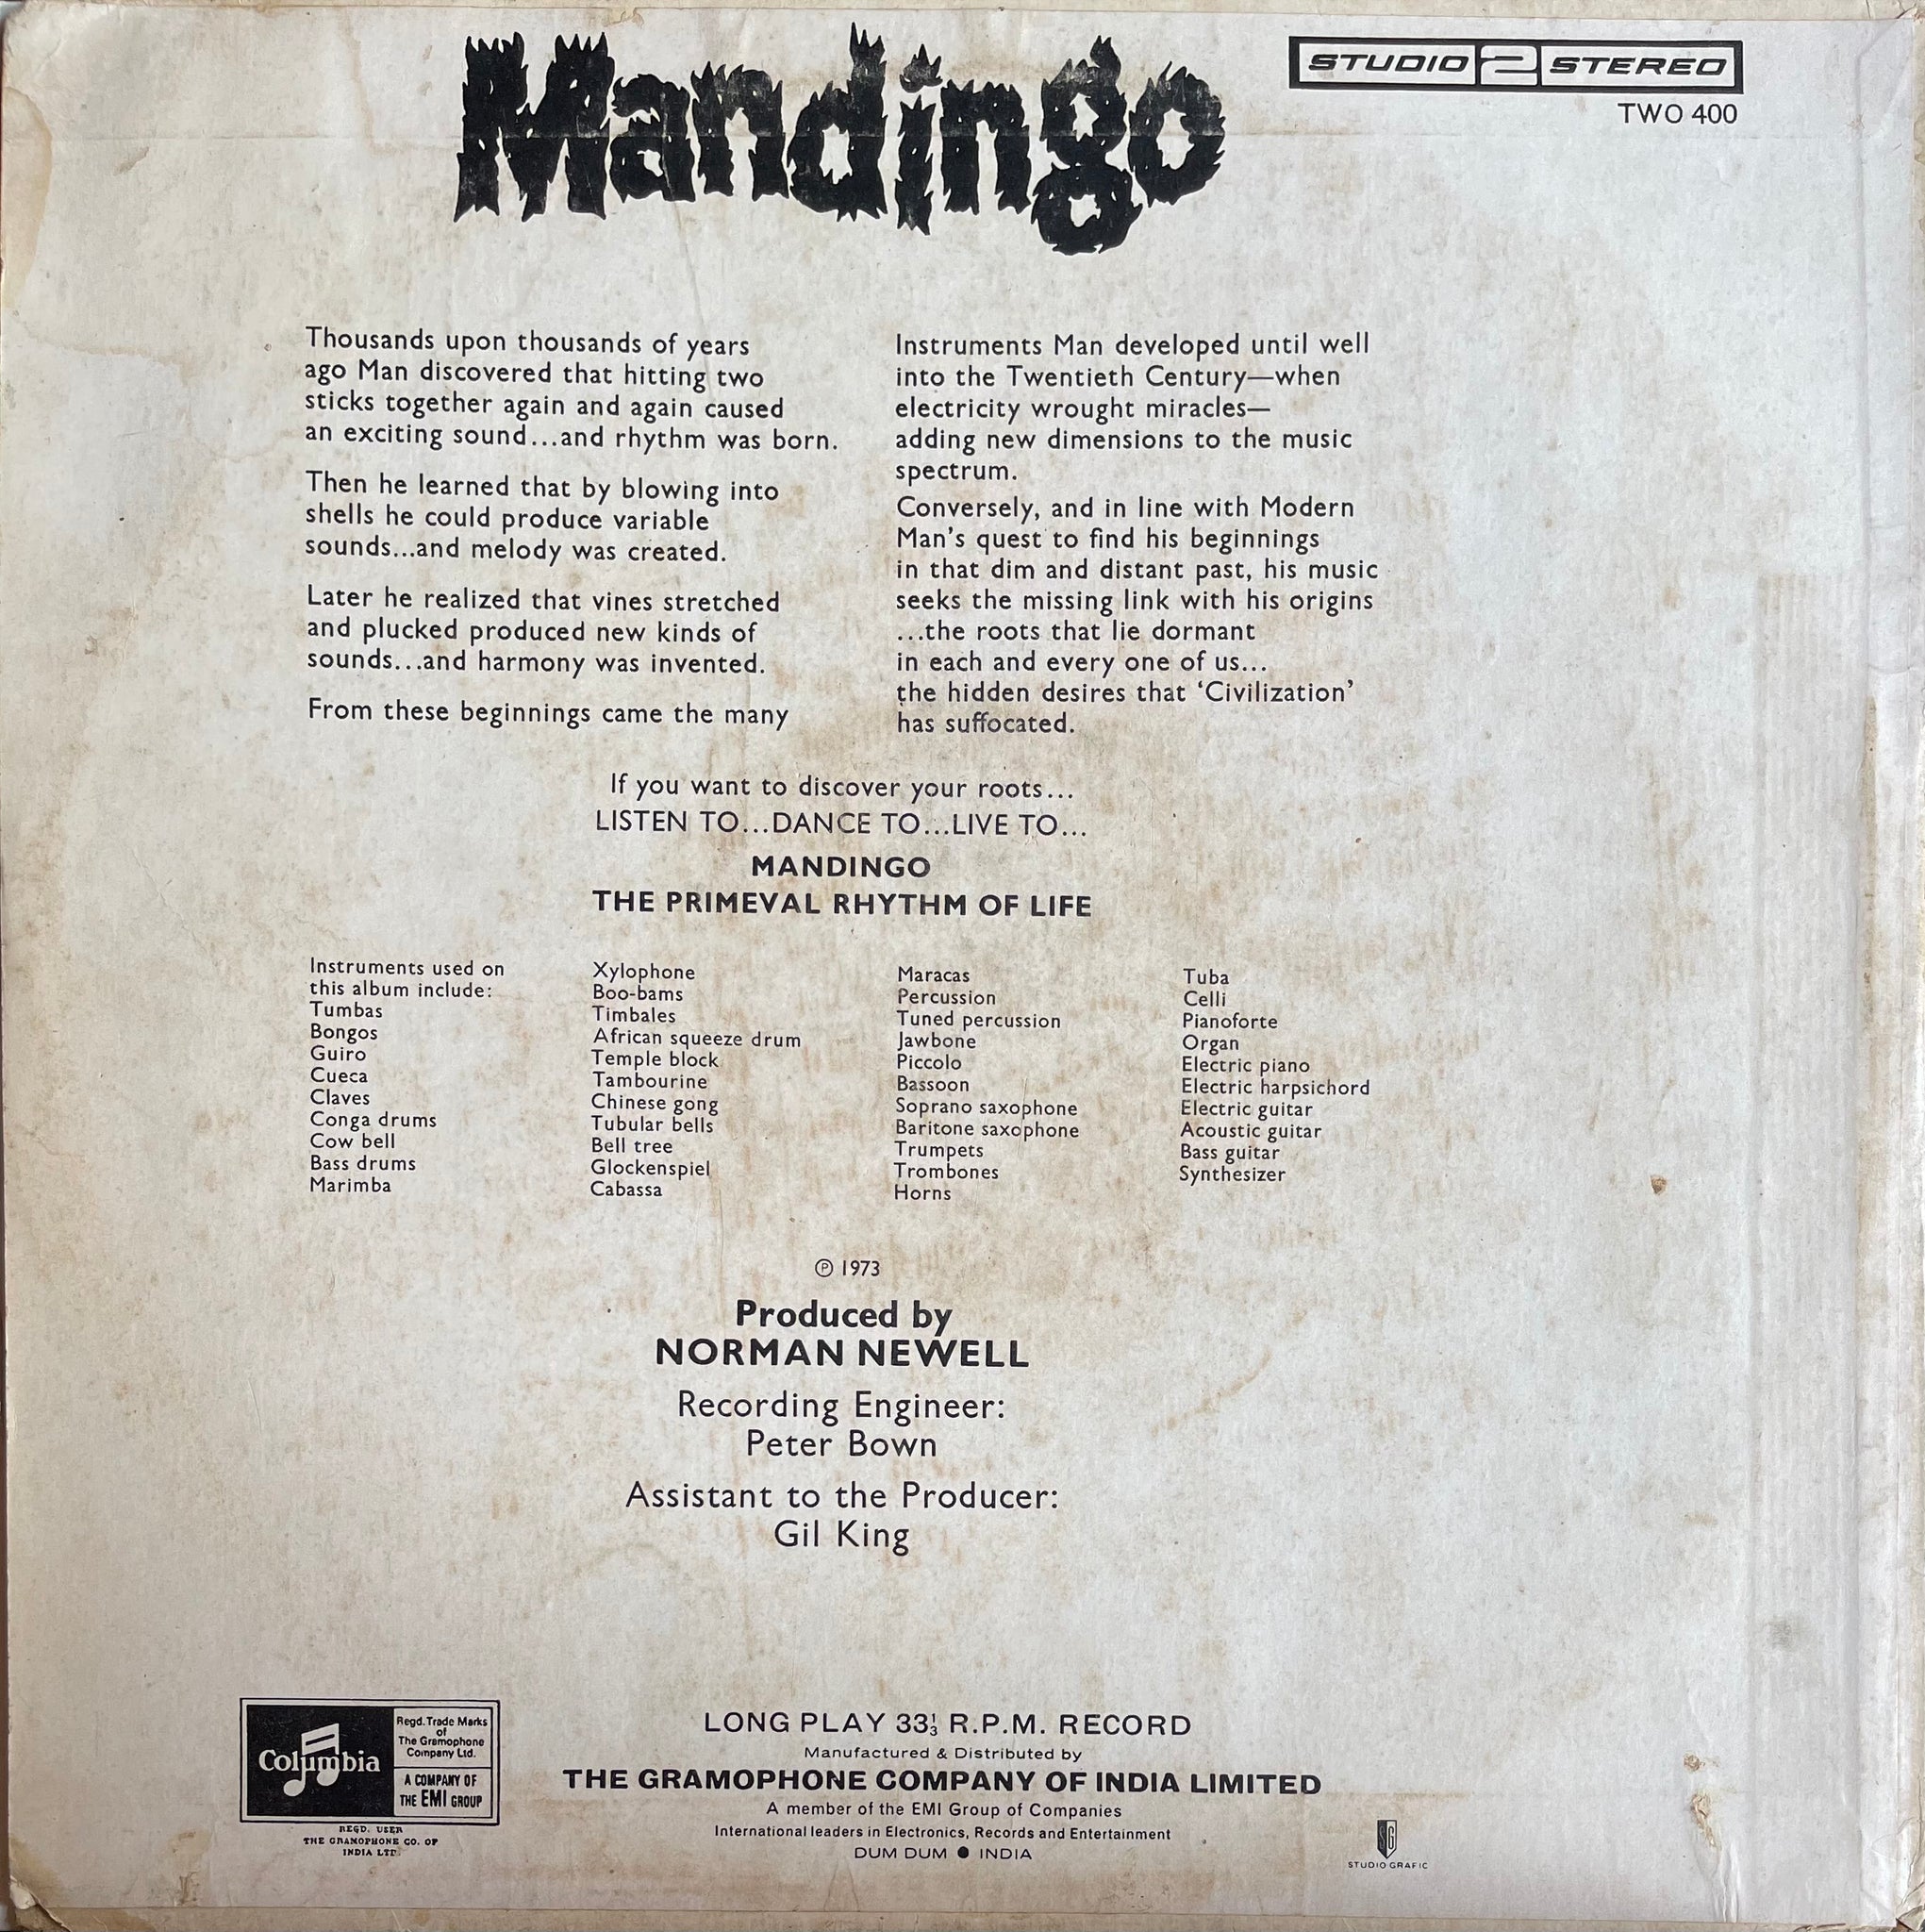 Mandingo
STUDIO 2 STEREO
TWO 400
Thousands upon thousands of years
ago Man discovered that hitting two
sticks together again and again caused
an exciting sound...and rhythm was born.
Then he learned that by blowing into
shells he could produce variable
sounds...and melody was created.
Later he realized that vines stretched
and plucked produced new kinds of
sounds...and harmony was invented.
From these beginnings came the many
Instruments Man developed until well
into the Twentieth Century—when
electricity wrought miracles—
adding new dimensions to the music
spectrum.
Conversely, and in line with Modern
Man's quest to find his beginnings
in that dim and distant past, his music
seeks the missing link with his origins
...the roots that lie dormant
in each and every one of us...
the hidden desires that ‘Civilization’
has suffocated.
If you want to discover your roots...
LISTEN TO...DANCE TO...LIVE TO...
MANDINGO
THE PRIMEVAL RHYTHM OF LIFE
Instruments used on
this album include:
Tumbas
Bongos
Guiro
Cueca
Claves
Conga drums
Cow bell
Bass drums
Marimba
Xylophone
Boo-bams
Timbales
African squeeze drum
Temple block
Tambourine
Chinese gong
Tubular bells
Bell tree
Glockenspiel
Cabassa
Maracas
Percussion
Tuned percussion
Jawbone
Piccolo
Bassoon
Soprano saxophone
Baritone saxophone
Trumpets
Trombones
Horns
Tuba
Celli
Pianoforte
Organ
Electric piano
Electric harpsichord
Electric guitar
Acoustic guitar
Bass guitar
Synthesizer
℗ 1973
Produced by
NORMAN NEWELL
Recording Engineer:
Peter Bown
Assistant to the Producer:
Gil King
Columbia
Regd. Trade Marks
of
The Gramophone
Company Ltd.
A COMPANY OF
THE EMI GROUP
REGD. USER
THE GRAMOPHONE CO. OF
INDIA LTD.
LONG PLAY 33⅓ R.P.M. RECORD
Manufactured & Distributed by
THE GRAMOPHONE COMPANY OF INDIA LIMITED
A member of the EMI Group of Companies
International leaders in Electronics, Records and Entertainment
DUM DUM ● INDIA
SG
STUDIO GRAFIC